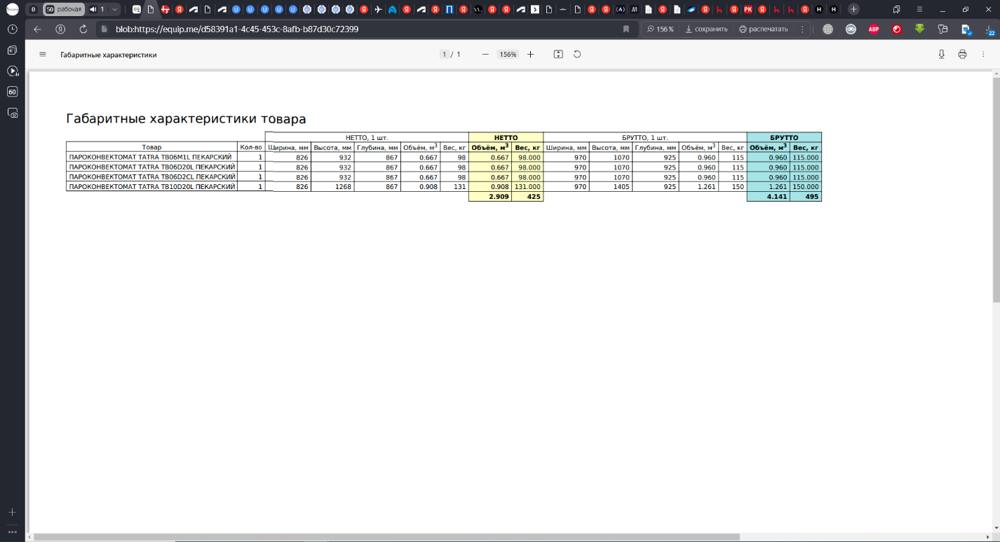 0 50 рабочая 1
blob:https://equip.me/d58391a1-4c45-453c-8afb-b87d30c72399 156 % сохранить распечатать ABP 22
60
Габаритные характеристики 1 / 1 156%
Габаритные характеристики товара
НЕТТО, 1 шт. НЕТТО БРУТТО, 1 шт. БРУТТО
Товар Кол-во Ширина, мм Высота, мм Глубина, мм Объём, м³ Вес, кг Объём, м³ Вес, кг Ширина, мм Высота, мм Глубина, мм Объём, м³ Вес, кг Объём, м³ Вес, кг
ПАРОКОНВЕКТОМАТ TATRA TB06M1L ПЕКАРСКИЙ 1 826 932 867 0.667 98 0.667 98.000 970 1070 925 0.960 115 0.960 115.000
ПАРОКОНВЕКТОМАТ TATRA TB06D20L ПЕКАРСКИЙ 1 826 932 867 0.667 98 0.667 98.000 970 1070 925 0.960 115 0.960 115.000
ПАРОКОНВЕКТОМАТ TATRA TB06D2CL ПЕКАРСКИЙ 1 826 932 867 0.667 98 0.667 98.000 970 1070 925 0.960 115 0.960 115.000
ПАРОКОНВЕКТОМАТ TATRA TB10D20L ПЕКАРСКИЙ 1 826 1268 867 0.908 131 0.908 131.000 970 1405 925 1.261 150 1.261 150.000
2.909 425 4.141 495